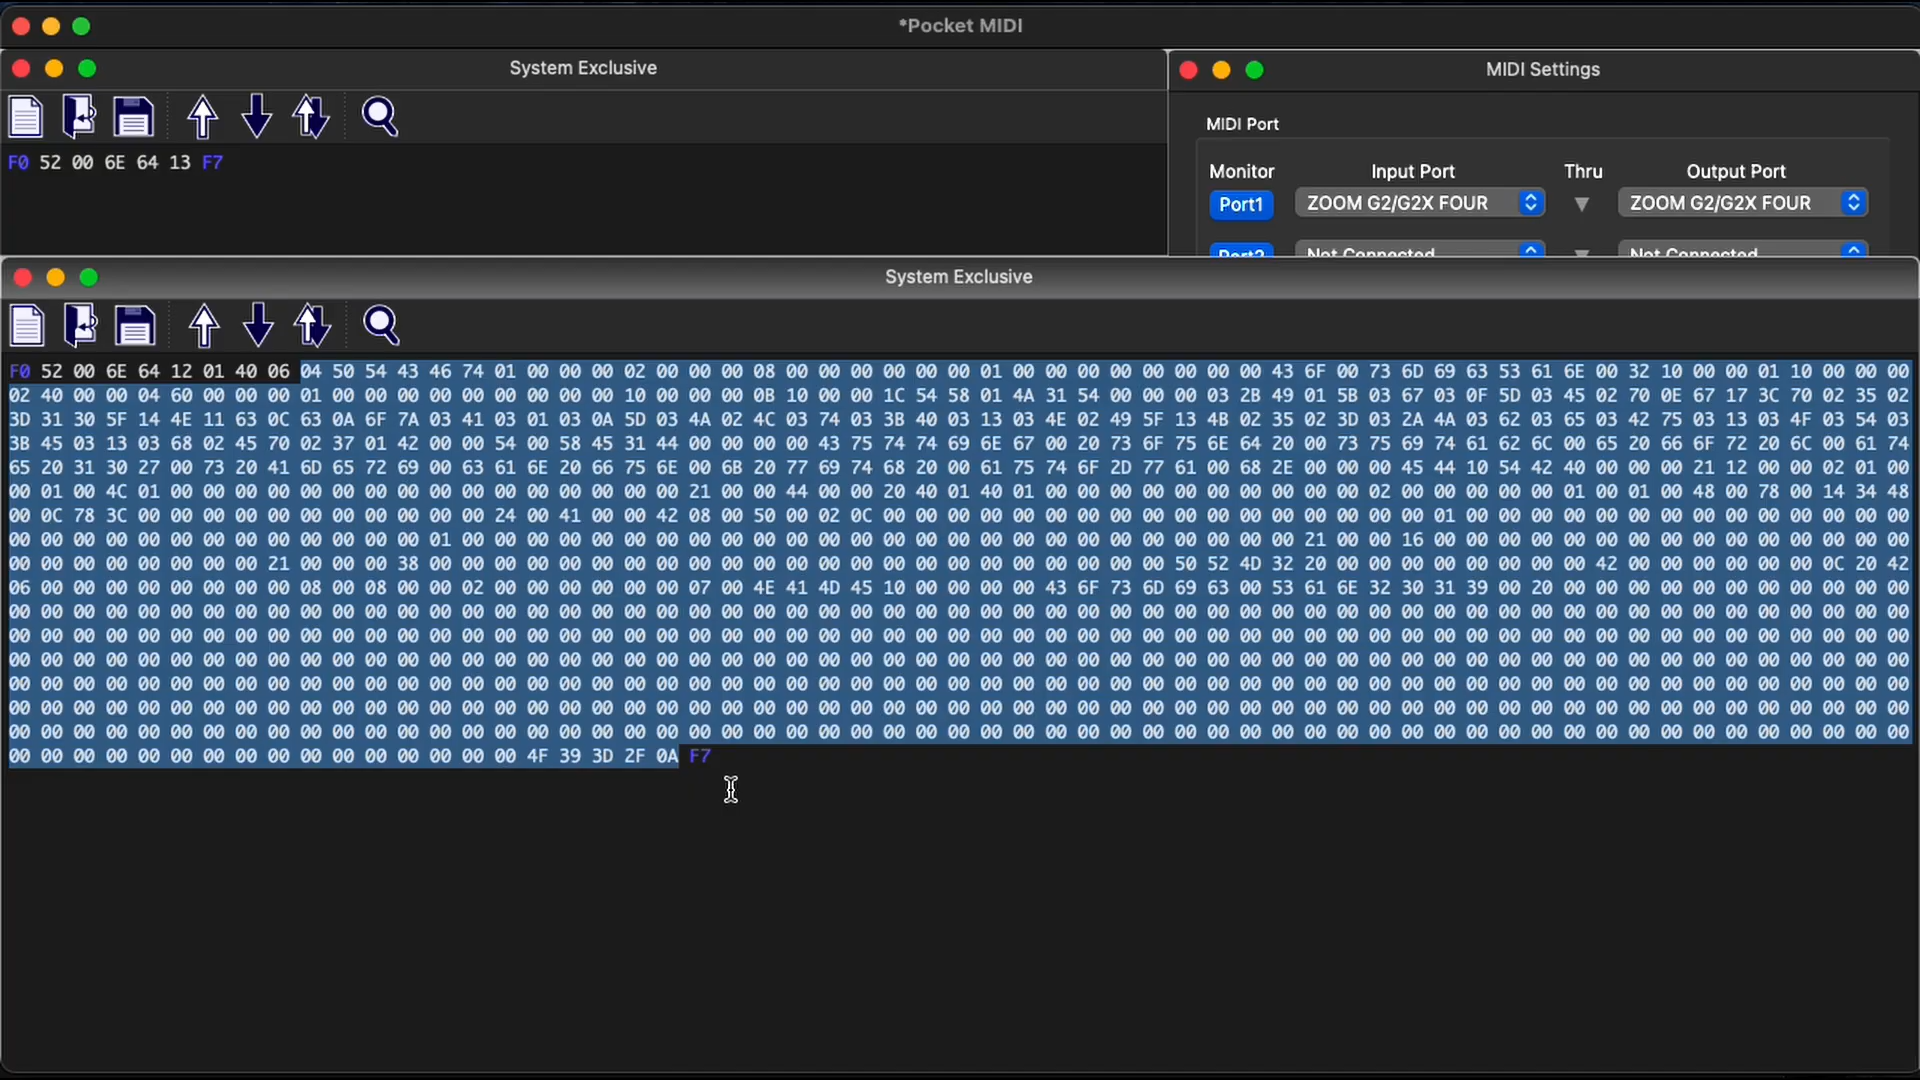 *Pocket MIDI
System Exclusive
F0 52 00 6E 64 13 F7
MIDI Settings
MIDI Port
Monitor Input Port Thru Output Port
Port1 ZOOM G2/G2X FOUR ▼ ZOOM G2/G2X FOUR
Port2 Not Connected Not Connected
System Exclusive
F0 52 00 6E 64 12 01 40 06 04 50 54 43 46 74 01 00 00 00 02 00 00 00 08 00 00 00 00 00 00 01 00 00 00 00 00 00 00 00 43 6F 00 73 6D 69 63 53 61 6E 00 32 10 00 00 01 10 00 00 00
02 40 00 00 04 60 00 00 00 01 00 00 00 00 00 00 00 00 00 10 00 00 00 0B 10 00 00 1C 54 58 01 4A 31 54 00 00 00 03 2B 49 01 5B 03 67 03 0F 5D 03 45 02 70 0E 67 17 3C 70 02 35 02
3D 31 30 5F 14 4E 11 63 0C 63 0A 6F 7A 03 41 03 01 03 0A 5D 03 4A 02 4C 03 74 03 3B 40 03 13 03 4E 02 49 5F 13 4B 02 35 02 3D 03 2A 4A 03 62 03 65 03 42 75 03 13 03 4F 03 54 03
3B 45 03 13 03 68 02 45 70 02 37 01 42 00 00 54 00 58 45 31 44 00 00 00 00 43 75 74 74 69 6E 67 00 20 73 6F 75 6E 64 20 00 73 75 69 74 61 62 6C 00 65 20 66 6F 72 20 6C 00 61 74
65 20 31 30 27 00 73 20 41 6D 65 72 69 00 63 61 6E 20 66 75 6E 00 6B 20 77 69 74 68 20 00 61 75 74 6F 2D 77 61 00 68 2E 00 00 00 45 44 10 54 42 40 00 00 00 21 12 00 00 02 01 00
00 01 00 4C 01 00 00 00 00 00 00 00 00 00 00 00 00 00 00 00 00 21 00 00 44 00 00 20 40 01 40 01 00 00 00 00 00 00 00 00 00 00 02 00 00 00 00 00 01 00 01 00 48 00 78 00 14 34 48
00 0C 78 3C 00 00 00 00 00 00 00 00 00 00 00 24 00 41 00 00 42 08 00 50 00 02 0C 00 00 00 00 00 00 00 00 00 00 00 00 00 00 00 00 00 01 00 00 00 00 00 00 00 00 00 00 00 00 00 00
00 00 00 00 00 00 00 00 00 00 00 00 00 01 00 00 00 00 00 00 00 00 00 00 00 00 00 00 00 00 00 00 00 00 00 00 00 00 00 00 21 00 00 16 00 00 00 00 00 00 00 00 00 00 00 00 00 00 00
00 00 00 00 00 00 00 00 21 00 00 00 38 00 00 00 00 00 00 00 00 00 00 00 00 00 00 00 00 00 00 00 00 00 00 00 50 52 4D 32 20 00 00 00 00 00 00 00 00 42 00 00 00 00 00 00 0C 20 42
06 00 00 00 00 00 00 00 00 08 00 08 00 00 02 00 00 00 00 00 00 07 00 4E 41 4D 45 10 00 00 00 00 43 6F 73 6D 69 63 00 53 61 6E 32 30 31 39 00 20 00 00 00 00 00 00 00 00 00 00 00
00 00 00 00 00 00 00 00 00 00 00 00 00 00 00 00 00 00 00 00 00 00 00 00 00 00 00 00 00 00 00 00 00 00 00 00 00 00 00 00 00 00 00 00 00 00 00 00 00 00 00 00 00 00 00 00 00 00 00
00 00 00 00 00 00 00 00 00 00 00 00 00 00 00 00 00 00 00 00 00 00 00 00 00 00 00 00 00 00 00 00 00 00 00 00 00 00 00 00 00 00 00 00 00 00 00 00 00 00 00 00 00 00 00 00 00 00 00
00 00 00 00 00 00 00 00 00 00 00 00 00 00 00 00 00 00 00 00 00 00 00 00 00 00 00 00 00 00 00 00 00 00 00 00 00 00 00 00 00 00 00 00 00 00 00 00 00 00 00 00 00 00 00 00 00 00 00
00 00 00 00 00 00 00 00 00 00 00 00 00 00 00 00 00 00 00 00 00 00 00 00 00 00 00 00 00 00 00 00 00 00 00 00 00 00 00 00 00 00 00 00 00 00 00 00 00 00 00 00 00 00 00 00 00 00 00
00 00 00 00 00 00 00 00 00 00 00 00 00 00 00 00 00 00 00 00 00 00 00 00 00 00 00 00 00 00 00 00 00 00 00 00 00 00 00 00 00 00 00 00 00 00 00 00 00 00 00 00 00 00 00 00 00 00 00
00 00 00 00 00 00 00 00 00 00 00 00 00 00 00 00 00 00 00 00 00 00 00 00 00 00 00 00 00 00 00 00 00 00 00 00 00 00 00 00 00 00 00 00 00 00 00 00 00 00 00 00 00 00 00 00 00 00 00
00 00 00 00 00 00 00 00 00 00 00 00 00 00 00 00 4F 39 3D 2F 0A F7